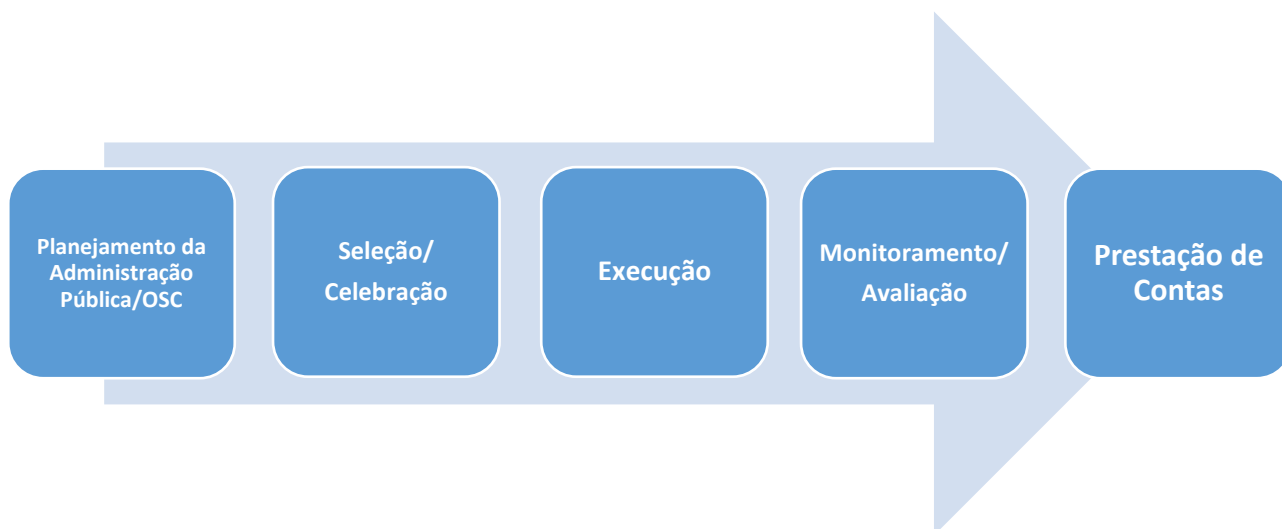 Planejamento da
Administração
Pública/OSC
Seleção/
Celebração
Execução
Monitoramento/
Avaliação
Prestação de
Contas